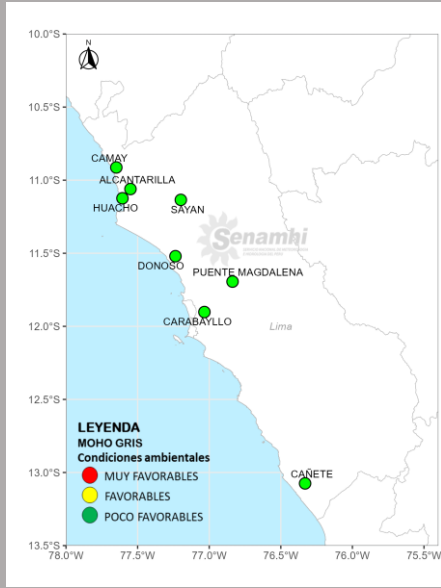 N
10.0°S
10.5°S
CAMAY
11.0°S
ALCANTARILLA
HUACHO
SAYAN
Senamhi
11.5°S
DONOSO
PUENTE MAGDALENA
12.0°S
CARABAYLLO
Lima
12.5°S
LEYENDA
MOHO GRIS
Condiciones ambientales
MUY FAVORABLES
FAVORABLES
POCO FAVORABLES
13.0°S
CAÑETE
13.5°S
78.0°W 77.5°W 77.0°W 76.5°W 76.0°W 75.5°W